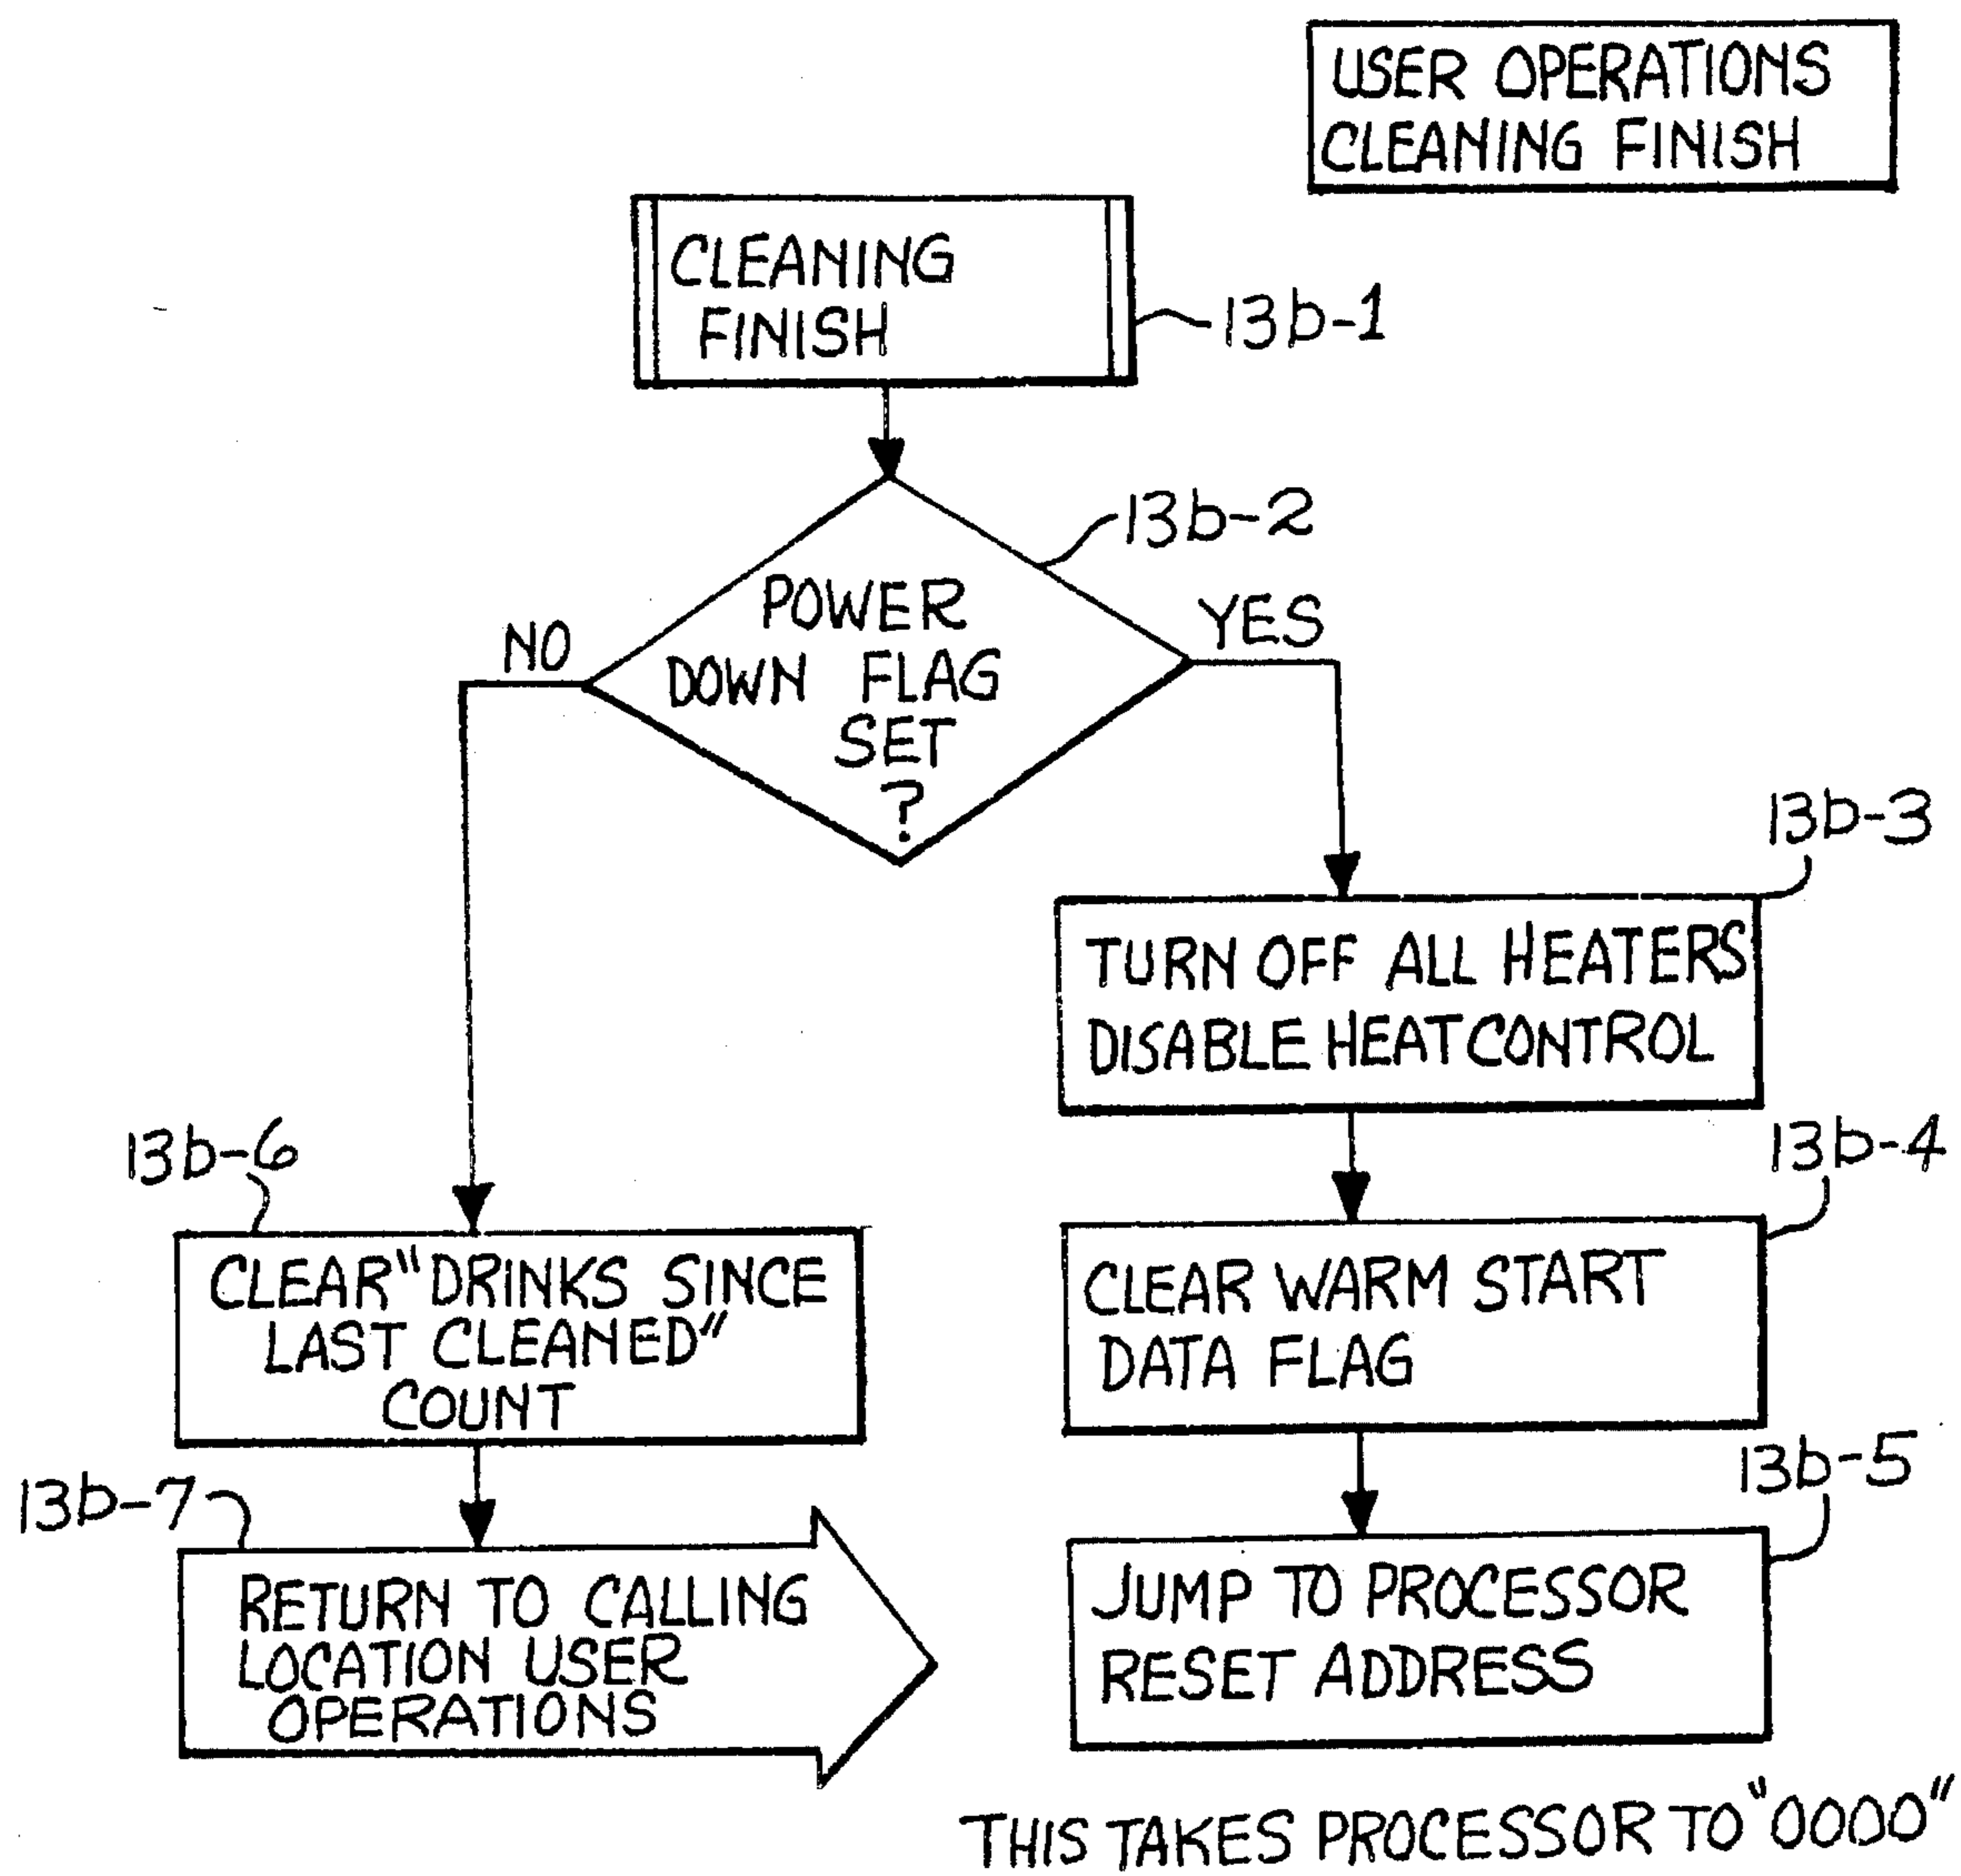 USER OPERATIONS
CLEANING FINISH
CLEANING
FINISH
13b-1
13b-2
POWER
DOWN FLAG
SET
?
NO
YES
13b-3
TURN OFF ALL HEATERS
DISABLE HEAT CONTROL
13b-4
CLEAR WARM START
DATA FLAG
13b-5
JUMP TO PROCESSOR
RESET ADDRESS
THIS TAKES PROCESSOR TO "0000"
13b-6
CLEAR "DRINKS SINCE
LAST CLEANED"
COUNT
13b-7
RETURN TO CALLING
LOCATION USER
OPERATIONS